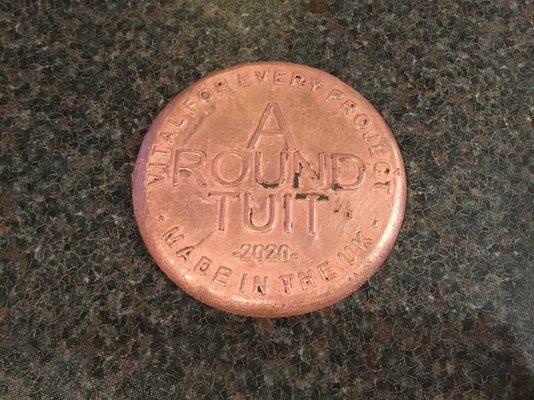 VITAL FOR EVERY PROJECT
A
ROUND
TUIT
-2020-
· MADE IN THE UK ·